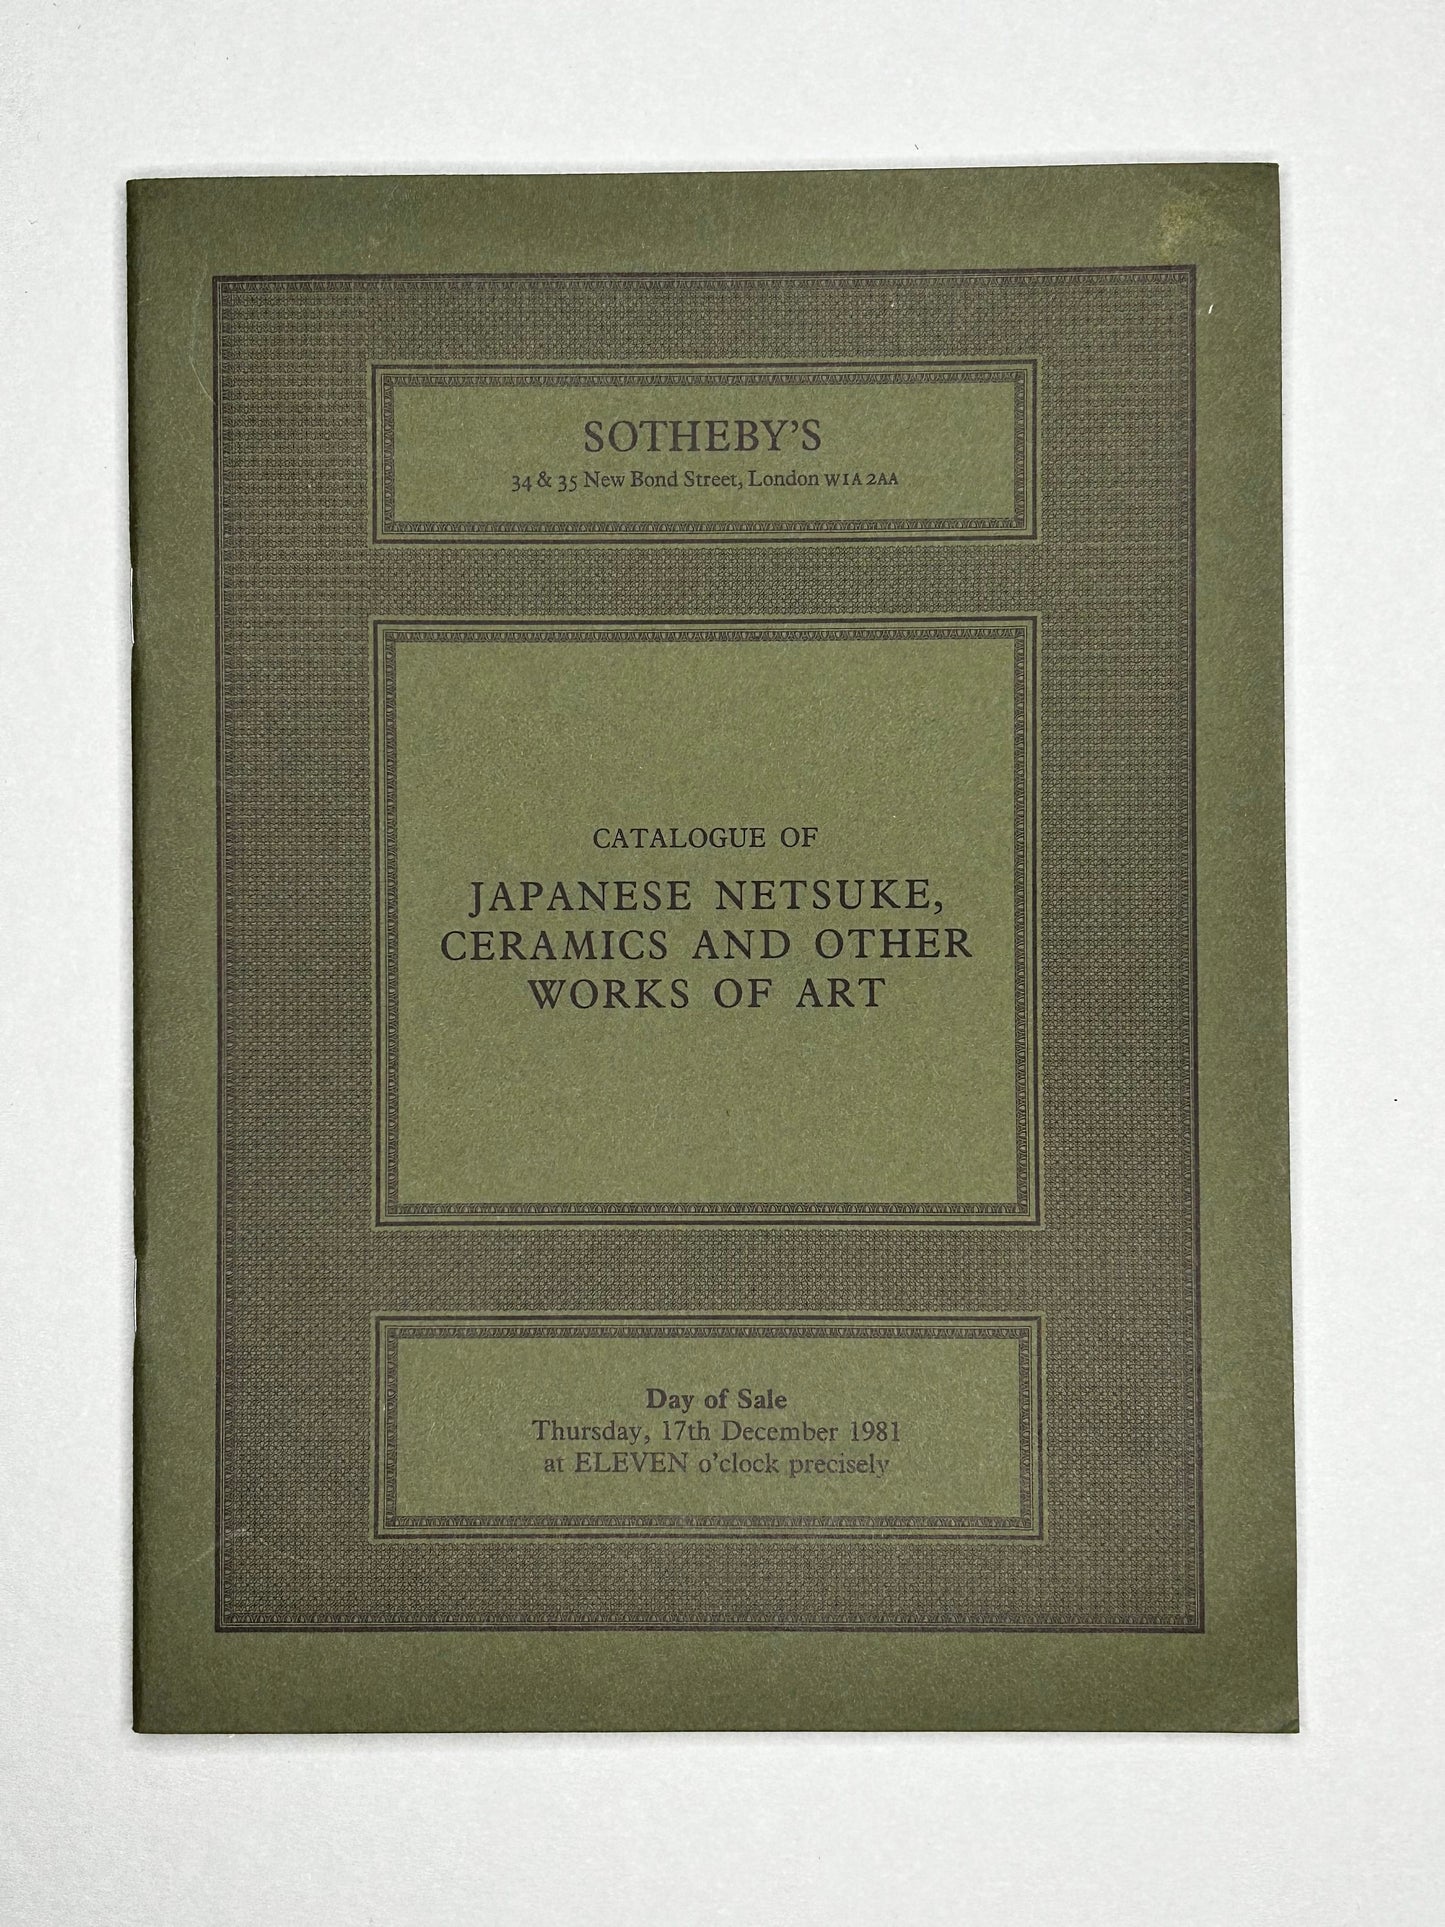 SOTHEBY'S
34 & 35 New Bond Street, London W1A 2AA
CATALOGUE OF
JAPANESE NETSUKE,
CERAMICS AND OTHER
WORKS OF ART
Day of Sale
Thursday, 17th December 1981
at ELEVEN o'clock precisely